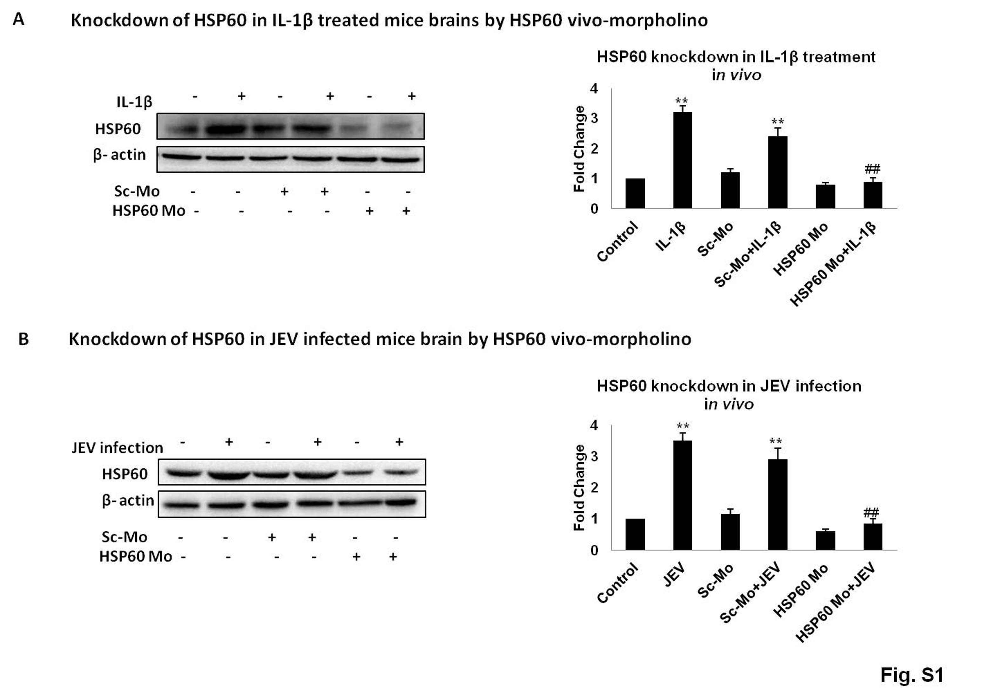 A Knockdown of HSP60 in IL-1β treated mice brains by HSP60 vivo-morpholino
IL-1β - + - + - +
HSP60
β- actin
Sc-Mo - - + + - -
HSP60 Mo - - - - + +
HSP60 knockdown in IL-1β treatment
in vivo
Fold Change
4
3
2
1
0
**
**
##
Control
IL-1β
Sc-Mo
Sc-Mo+IL-1β
HSP60 Mo
HSP60 Mo+IL-1β
B Knockdown of HSP60 in JEV infected mice brain by HSP60 vivo-morpholino
JEV infection - + - + - +
HSP60
β- actin
Sc-Mo - - + + - -
HSP60 Mo - - - - + +
HSP60 knockdown in JEV infection
in vivo
Fold Change
4
3
2
1
0
**
**
##
Control
JEV
Sc-Mo
Sc-Mo+JEV
HSP60 Mo
HSP60 Mo+JEV
Fig. S1